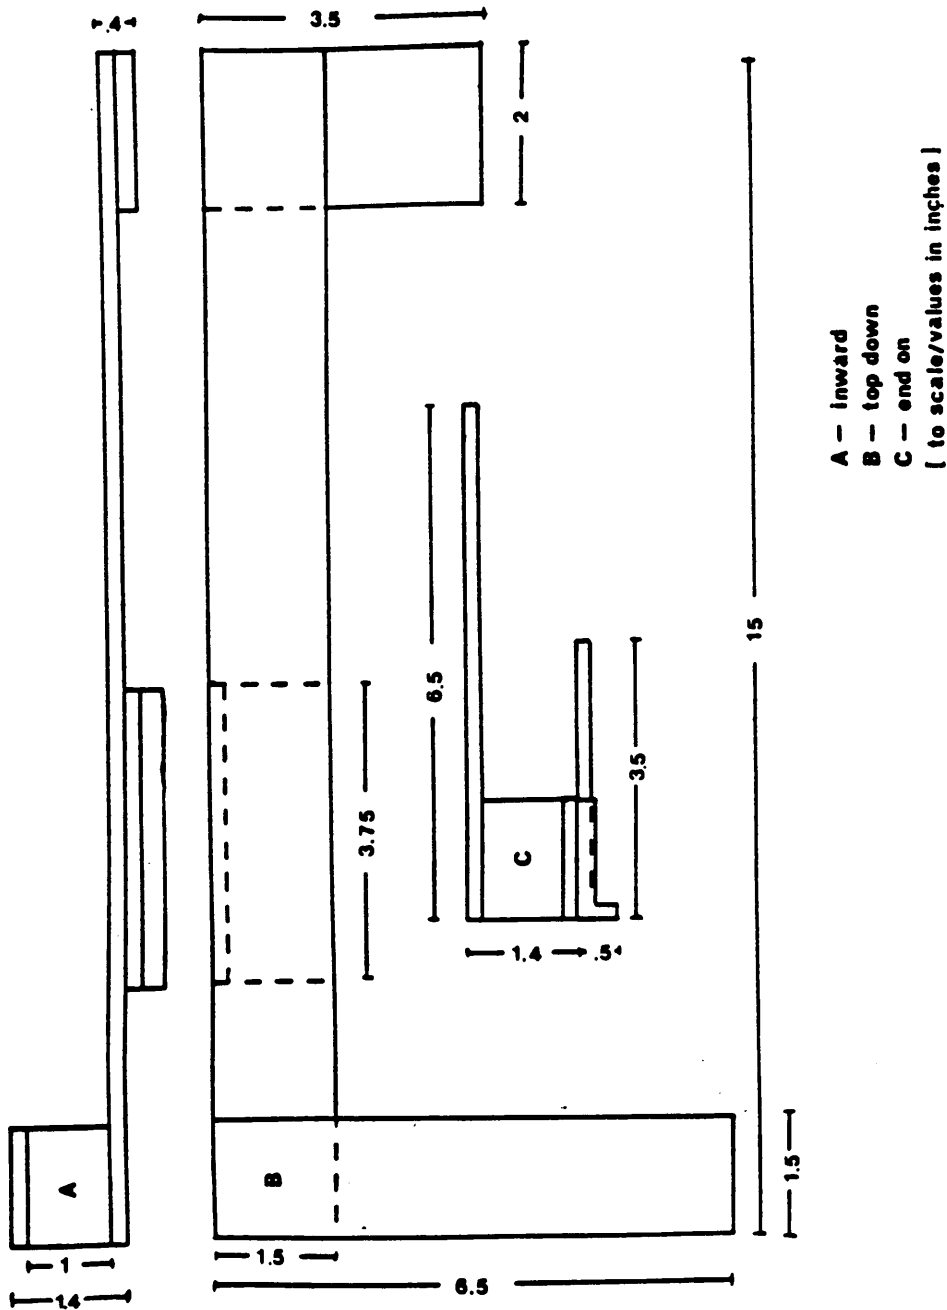 .4
3.5
2
A
1
1.4
B
1.5
6.5
1.5
3.75
15
6.5
C
1.4
.5
3.5
A – inward
B – top down
C – end on
[ to scale/values in inches ]